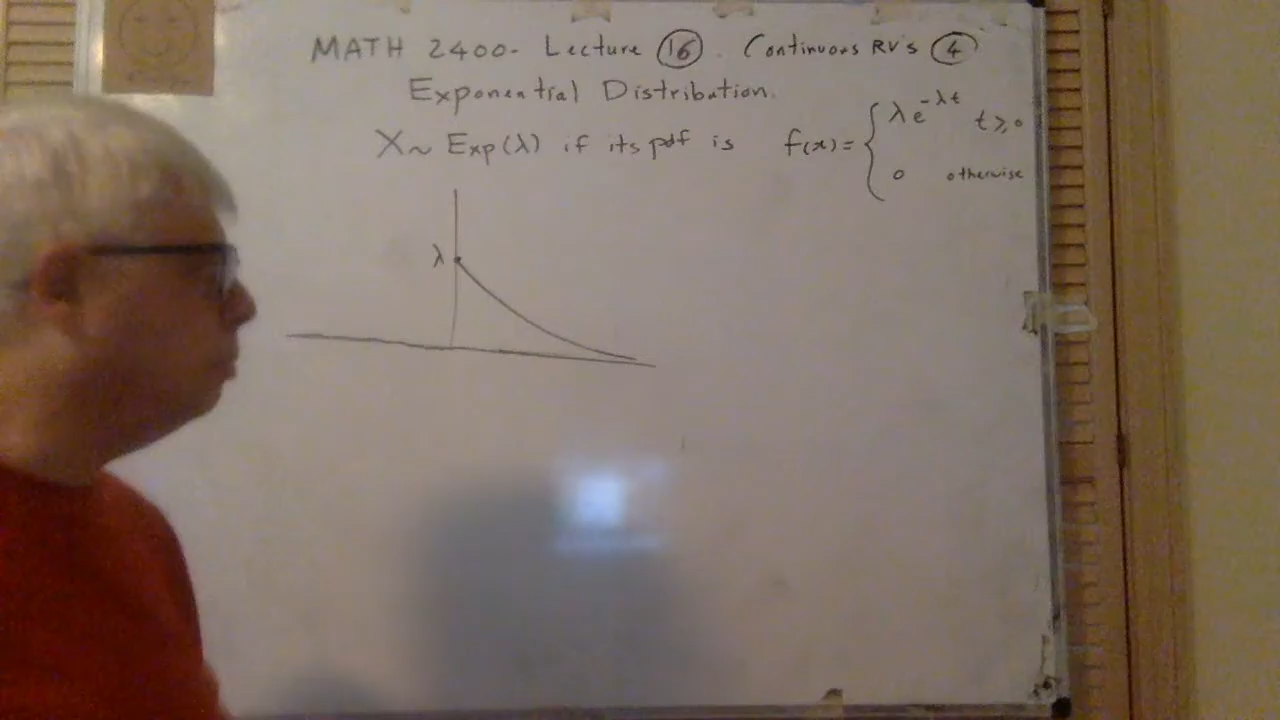 MATH 2400- Lecture 16. Continuous RV's 4
Exponential Distribution.
X~ Exp(λ) if its pdf is f(x) = { λe^-λt t ≥ 0
0 otherwise
λ